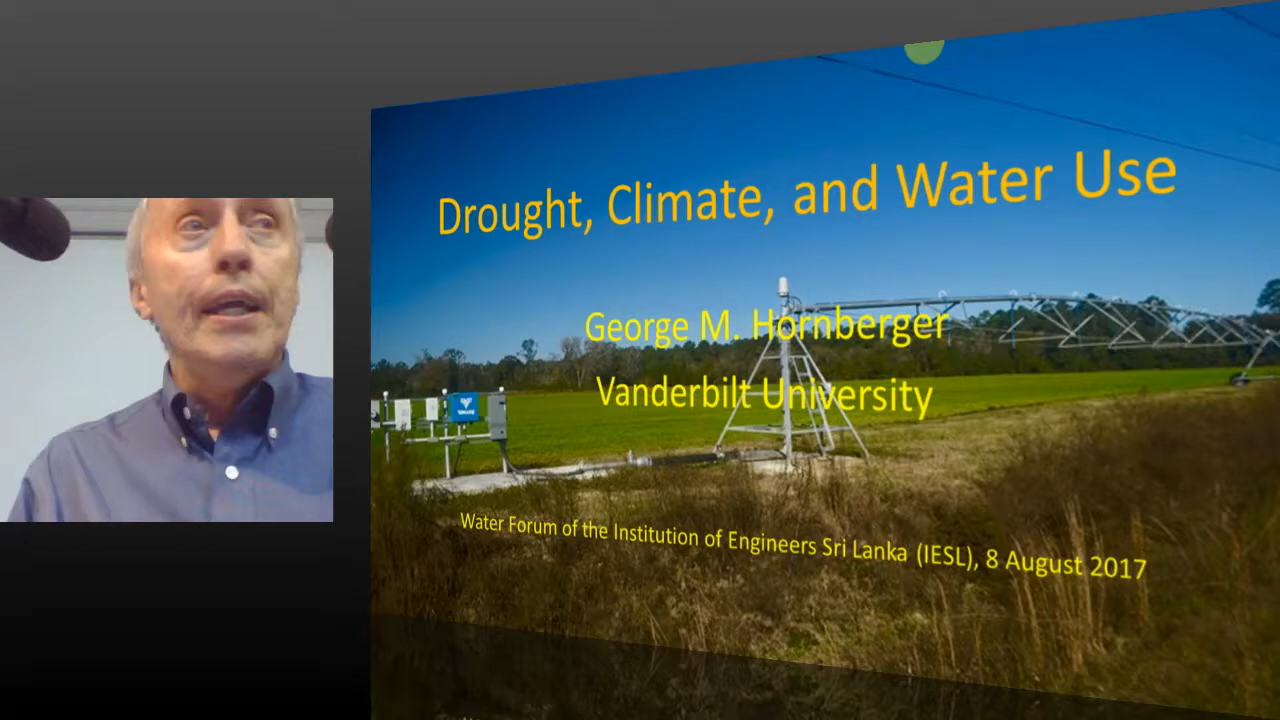 Drought, Climate, and Water Use
George M. Hornberger
Vanderbilt University
Water Forum of the Institution of Engineers Sri Lanka (IESL), 8 August 2017